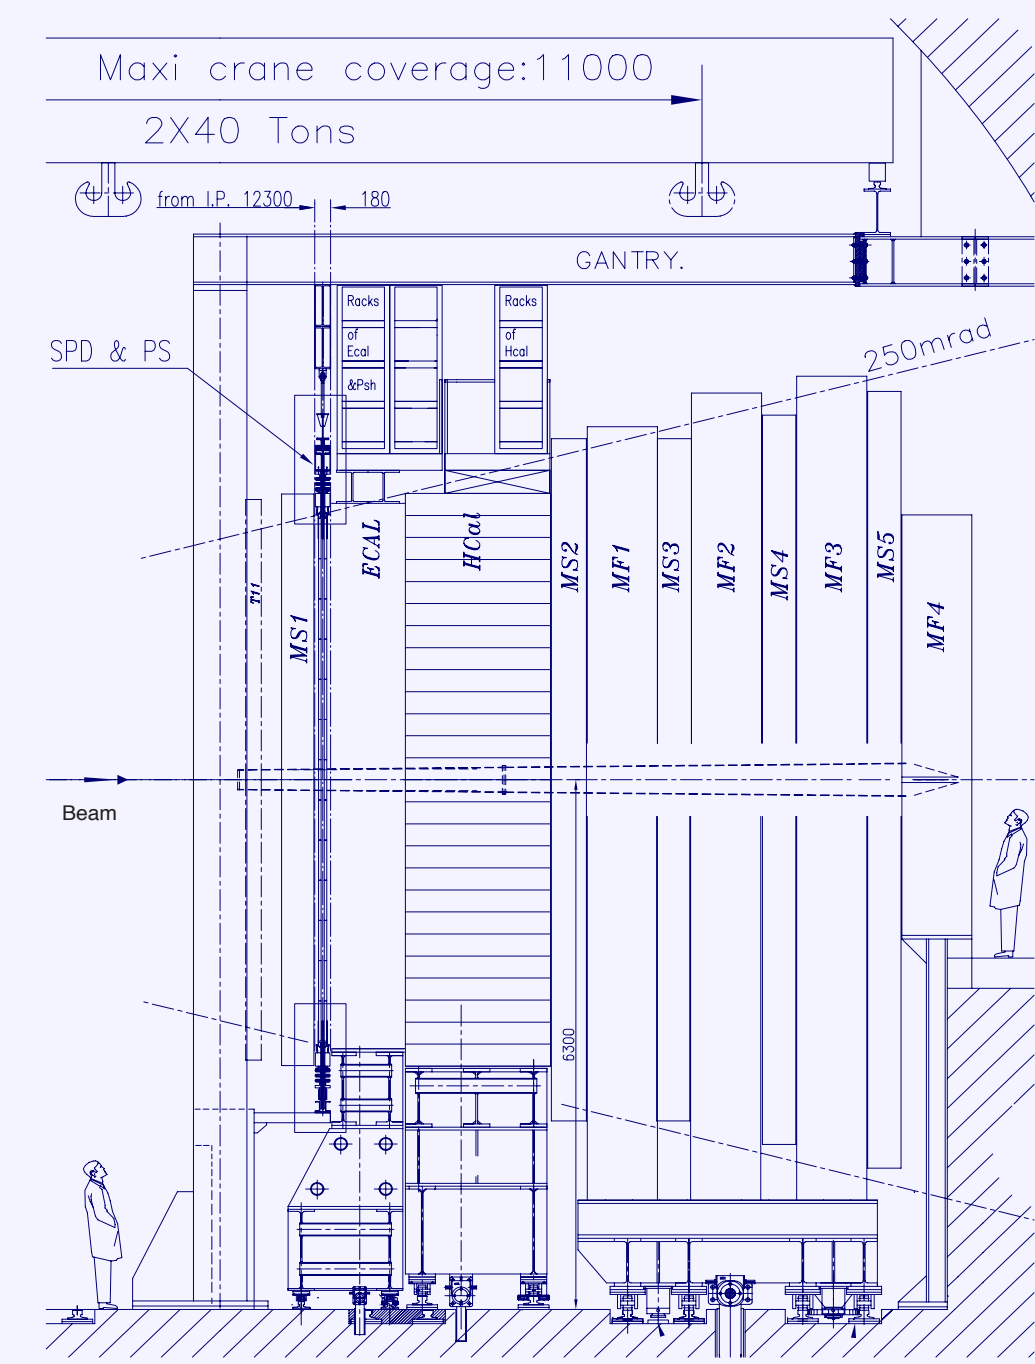 Maxi crane coverage:11000
2X40 Tons
from I.P. 12300
180
GANTRY.
Racks
of
Ecal
&Psh
Racks
of
Hcal
SPD & PS
250mrad
T11
MS1
ECAL
HCal
MS2
MF1
MS3
MF2
MS4
MF3
MS5
MF4
Beam
6300